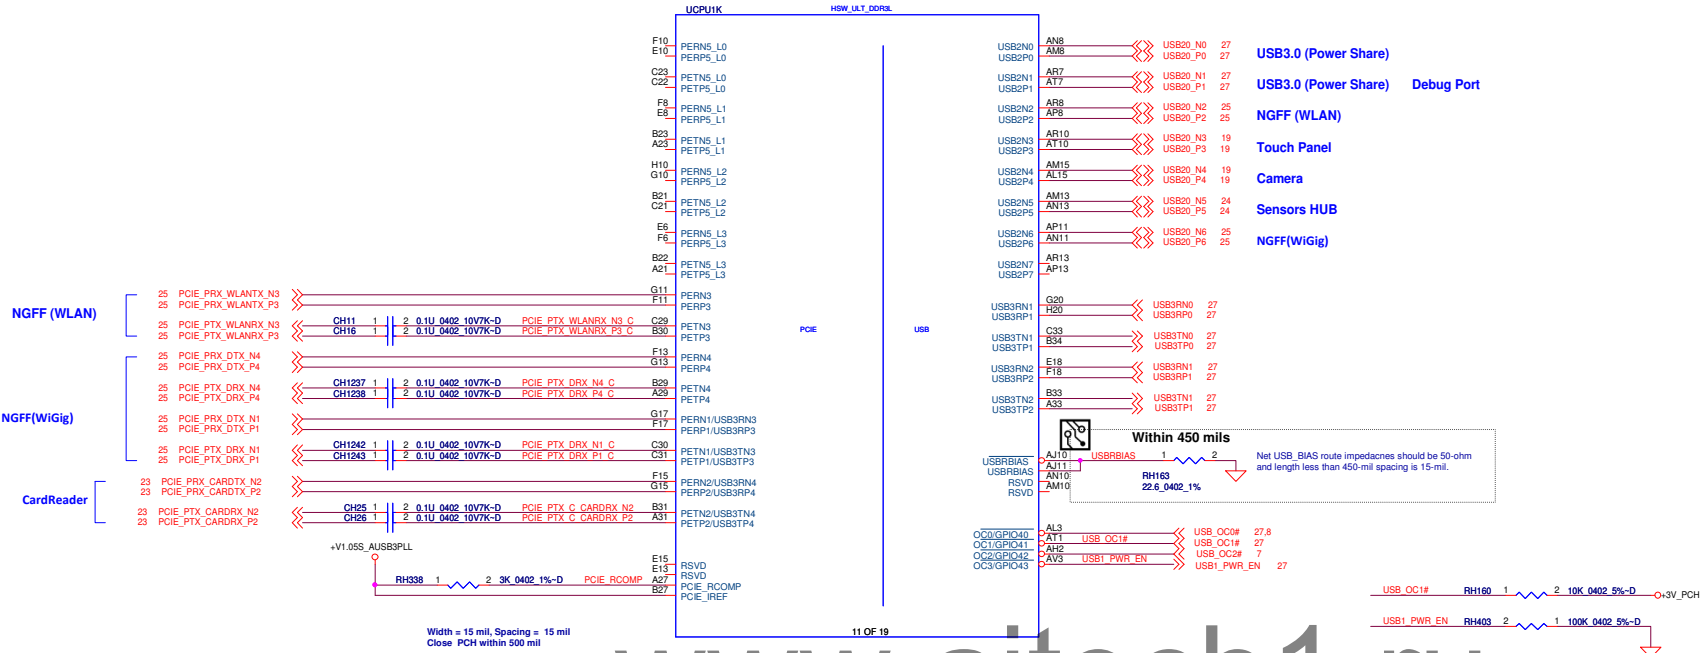 UCPU1K
HSW_ULT_DDR3L
F10 PERN5_L0
E10 PERP5_L0
C23 PETN5_L0
C22 PETP5_L0
F8 PERN5_L1
E8 PERP5_L1
B23 PETN5_L1
A23 PETP5_L1
H10 PERN5_L2
G10 PERP5_L2
B21 PETN5_L2
C21 PETP5_L2
E6 PERN5_L3
F6 PERP5_L3
B22 PETN5_L3
A21 PETP5_L3
NGFF (WLAN)
25 PCIE_PRX_WLANTX_N3 G11 PERN3
25 PCIE_PRX_WLANTX_P3 F11 PERP3
25 PCIE_PTX_WLANRX_N3 CH11 1 2 0.1U_0402_10V7K~D PCIE_PTX_WLANRX_N3_C C29 PETN3
25 PCIE_PTX_WLANRX_P3 CH16 1 2 0.1U_0402_10V7K~D PCIE_PTX_WLANRX_P3_C B30 PETP3
NGFF(WiGig)
25 PCIE_PRX_DTX_N4 F13 PERN4
25 PCIE_PRX_DTX_P4 G13 PERP4
25 PCIE_PTX_DRX_N4 CH1237 1 2 0.1U_0402_10V7K~D PCIE_PTX_DRX_N4_C B29 PETN4
25 PCIE_PTX_DRX_P4 CH1238 1 2 0.1U_0402_10V7K~D PCIE_PTX_DRX_P4_C A29 PETP4
25 PCIE_PRX_DTX_N1 G17 PERN1/USB3RN3
25 PCIE_PRX_DTX_P1 F17 PERP1/USB3RP3
25 PCIE_PTX_DRX_N1 CH1242 1 2 0.1U_0402_10V7K~D PCIE_PTX_DRX_N1_C C30 PETN1/USB3TN3
25 PCIE_PTX_DRX_P1 CH1243 1 2 0.1U_0402_10V7K~D PCIE_PTX_DRX_P1_C C31 PETP1/USB3TP3
CardReader
23 PCIE_PRX_CARDTX_N2 F15 PERN2/USB3RN4
23 PCIE_PRX_CARDTX_P2 G15 PERP2/USB3RP4
23 PCIE_PTX_CARDRX_N2 CH25 1 2 0.1U_0402_10V7K~D PCIE_PTX_C_CARDRX_N2 B31 PETN2/USB3TN4
23 PCIE_PTX_CARDRX_P2 CH26 1 2 0.1U_0402_10V7K~D PCIE_PTX_C_CARDRX_P2 A31 PETP2/USB3TP4
+V1.05S_AUSB3PLL
E15 RSVD
E13 RSVD
RH338 1 2 3K_0402_1%~D PCIE_RCOMP A27 PCIE_RCOMP
B27 PCIE_IREF
Width = 15 mil, Spacing = 15 mil
Close PCH within 500 mil
PCIE
USB
11 OF 19
USB2N0 AN8 USB20_N0 27
USB2P0 AM8 USB20_P0 27
USB3.0 (Power Share)
USB2N1 AR7 USB20_N1 27
USB2P1 AT7 USB20_P1 27
USB3.0 (Power Share) Debug Port
USB2N2 AR8 USB20_N2 25
USB2P2 AP8 USB20_P2 25
NGFF (WLAN)
USB2N3 AR10 USB20_N3 19
USB2P3 AT10 USB20_P3 19
Touch Panel
USB2N4 AM15 USB20_N4 19
USB2P4 AL15 USB20_P4 19
Camera
USB2N5 AM13 USB20_N5 24
USB2P5 AN13 USB20_P5 24
Sensors HUB
USB2N6 AP11 USB20_N6 25
USB2P6 AN11 USB20_P6 25
NGFF(WiGig)
USB2N7 AR13
USB2P7 AP13
USB3RN1 G20 USB3RN0 27
USB3RP1 H20 USB3RP0 27
USB3TN1 C33 USB3TN0 27
USB3TP1 B34 USB3TP0 27
USB3RN2 E18 USB3RN1 27
USB3RP2 F18 USB3RP1 27
USB3TN2 B33 USB3TN1 27
USB3TP2 A33 USB3TP1 27
Within 450 mils
USBRBIAS AJ10 USBRBIAS 1 2
USBRBIAS AJ11
RSVD AN10
RSVD AM10
RH163
22.6_0402_1%
Net USB_BIAS route impedacnes should be 50-ohm
and length less than 450-mil spacing is 15-mil.
OC0/GPIO40 AL3 USB_OC0# 27,8
OC1/GPIO41 AT1 USB_OC1# USB_OC1# 27
OC2/GPIO42 AH2 USB_OC2# 7
OC3/GPIO43 AV3 USB1_PWR_EN USB1_PWR_EN 27
USB_OC1# RH160 1 2 10K_0402_5%~D +3V_PCH
USB1_PWR_EN RH403 2 1 100K_0402_5%~D